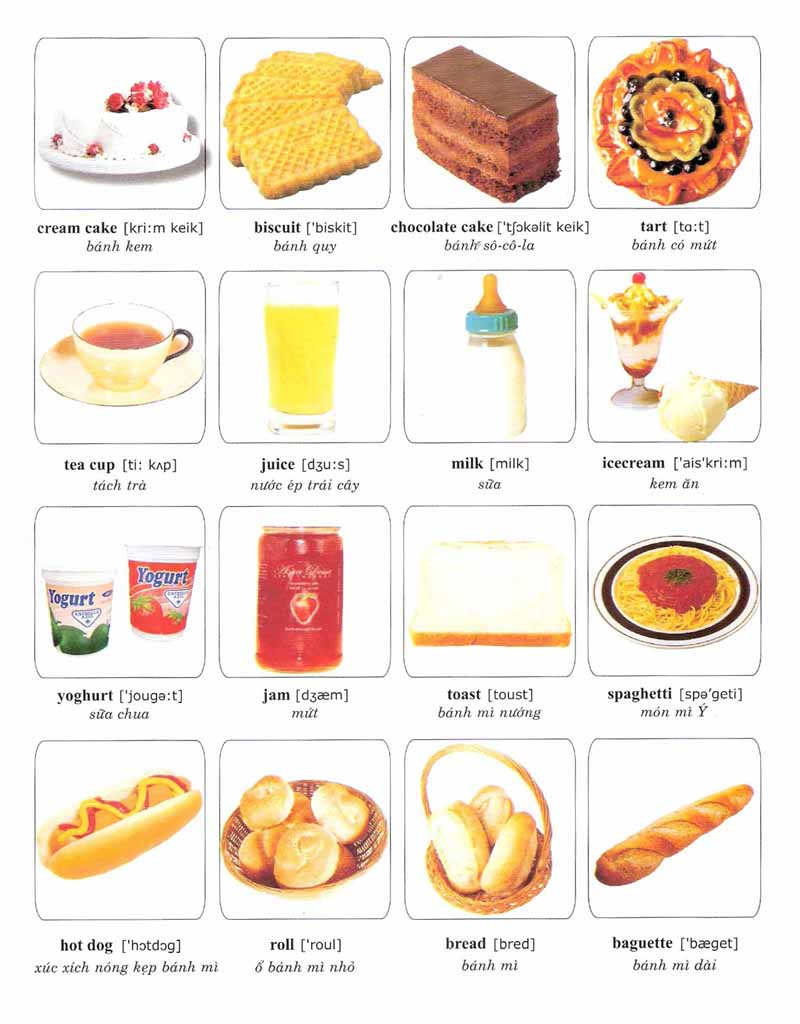 cream cake [kri:m keik]
bánh kem
biscuit ['biskit]
bánh quy
chocolate cake ['tʃɔkəlit keik]
bánh sô-cô-la
tart [tɑ:t]
bánh có mứt
tea cup [ti: kʌp]
tách trà
juice [dʒu:s]
nước ép trái cây
milk [milk]
sữa
icecream ['ais'kri:m]
kem ăn
Yogurt
Yogurt
yoghurt ['jougə:t]
sữa chua
jam [dʒæm]
mứt
toast [toust]
bánh mì nướng
spaghetti [spə'geti]
món mì Ý
hot dog ['hɔtdɔg]
xúc xích nóng kẹp bánh mì
roll ['roul]
ổ bánh mì nhỏ
bread [bred]
bánh mì
baguette ['bæget]
bánh mì dài